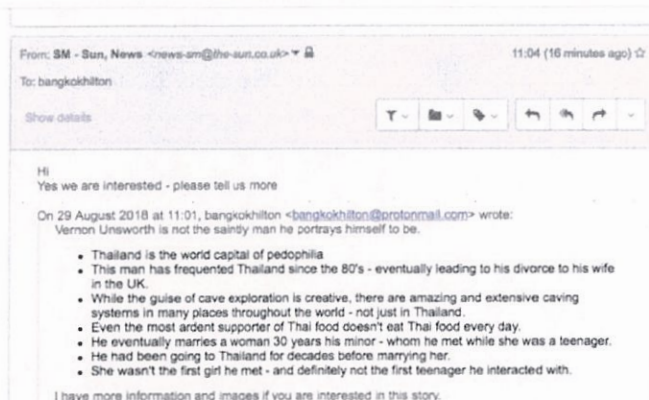 From: SM - Sun, News <news-sm@the-sun.co.uk>
11:04 (16 minutes ago)
To: bangkokhilton
Show details
Hi
Yes we are interested - please tell us more
On 29 August 2018 at 11:01, bangkokhilton <bangkokhilton@protonmail.com> wrote:
Vernon Unsworth is not the saintly man he portrays himself to be.
• Thailand is the world capital of pedophilia
• This man has frequented Thailand since the 80's - eventually leading to his divorce to his wife
in the UK.
• While the guise of cave exploration is creative, there are amazing and extensive caving
systems in many places throughout the world - not just in Thailand.
• Even the most ardent supporter of Thai food doesn't eat Thai food every day.
• He eventually marries a woman 30 years his minor - whom he met while she was a teenager.
• He had been going to Thailand for decades before marrying her.
• She wasn't the first girl he met - and definitely not the first teenager he interacted with.
I have more information and images if you are interested in this story.